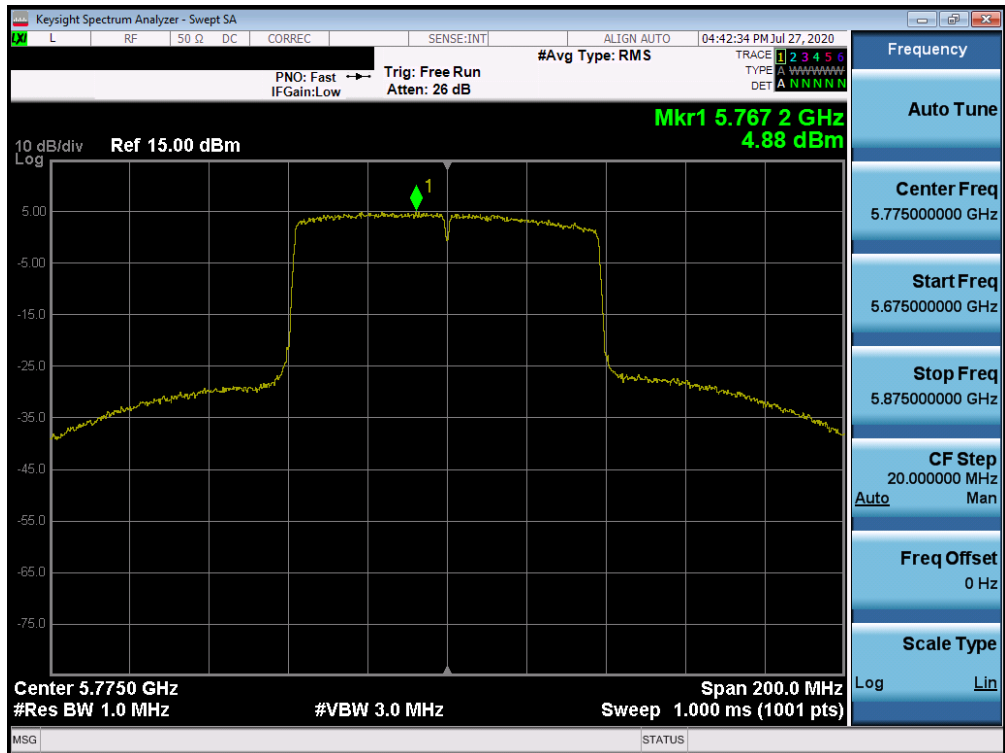 Keysight Spectrum Analyzer - Swept SA
LXI L RF 50 Ω DC CORREC SENSE:INT ALIGN AUTO 04:42:34 PM Jul 27, 2020
PNO: Fast Trig: Free Run #Avg Type: RMS TRACE 1 2 3 4 5 6
IFGain:Low Atten: 26 dB TYPE A WWWWW
DET A N N N N N
Mkr1 5.767 2 GHz
4.88 dBm
10 dB/div Ref 15.00 dBm
Log
1
5.00
-5.00
-15.0
-25.0
-35.0
-45.0
-55.0
-65.0
-75.0
Center 5.7750 GHz Span 200.0 MHz
#Res BW 1.0 MHz #VBW 3.0 MHz Sweep 1.000 ms (1001 pts)
MSG STATUS
Frequency
Auto Tune
Center Freq
5.775000000 GHz
Start Freq
5.675000000 GHz
Stop Freq
5.875000000 GHz
CF Step
20.000000 MHz
Auto Man
Freq Offset
0 Hz
Scale Type
Log Lin